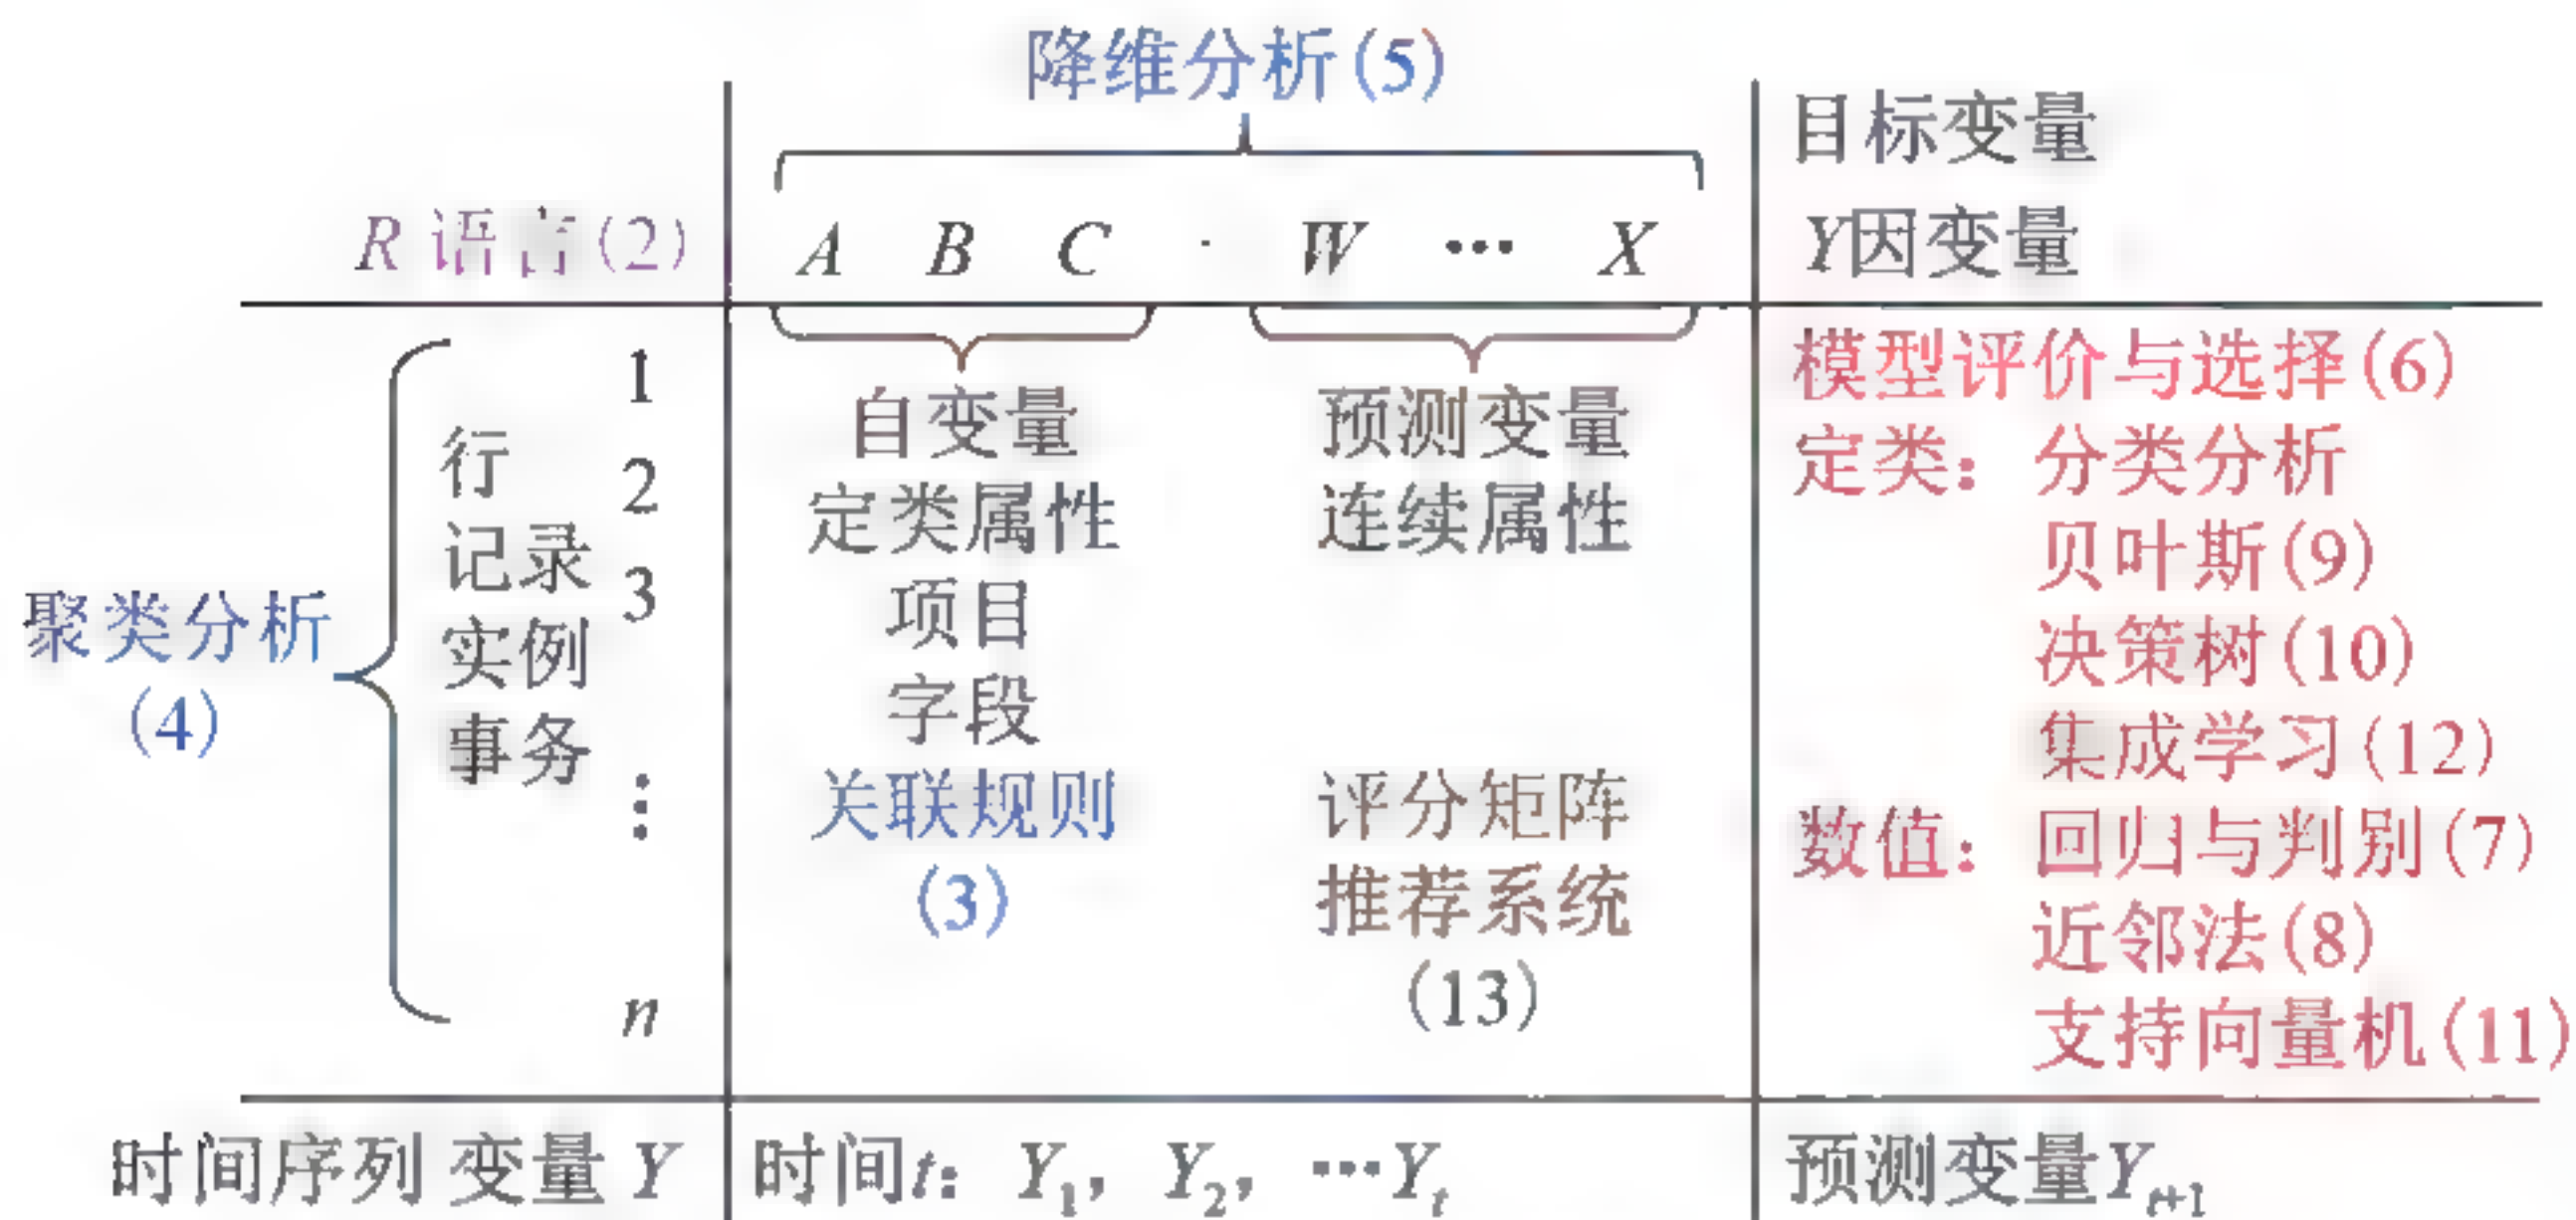 降维分析(5)
R 语言(2)
A B C · W … X
目标变量
Y因变量
聚类分析
(4)
行
记录
实例
事务
1
2
3
⋮
n
自变量
定类属性
项目
字段
关联规则
(3)
预测变量
连续属性
评分矩阵
推荐系统
(13)
模型评价与选择(6)
定类：分类分析
贝叶斯(9)
决策树(10)
集成学习(12)
数值：回归与判别(7)
近邻法(8)
支持向量机(11)
时间序列 变量 Y
时间t： Y₁， Y₂， …Yₜ
预测变量Yₜ₊₁